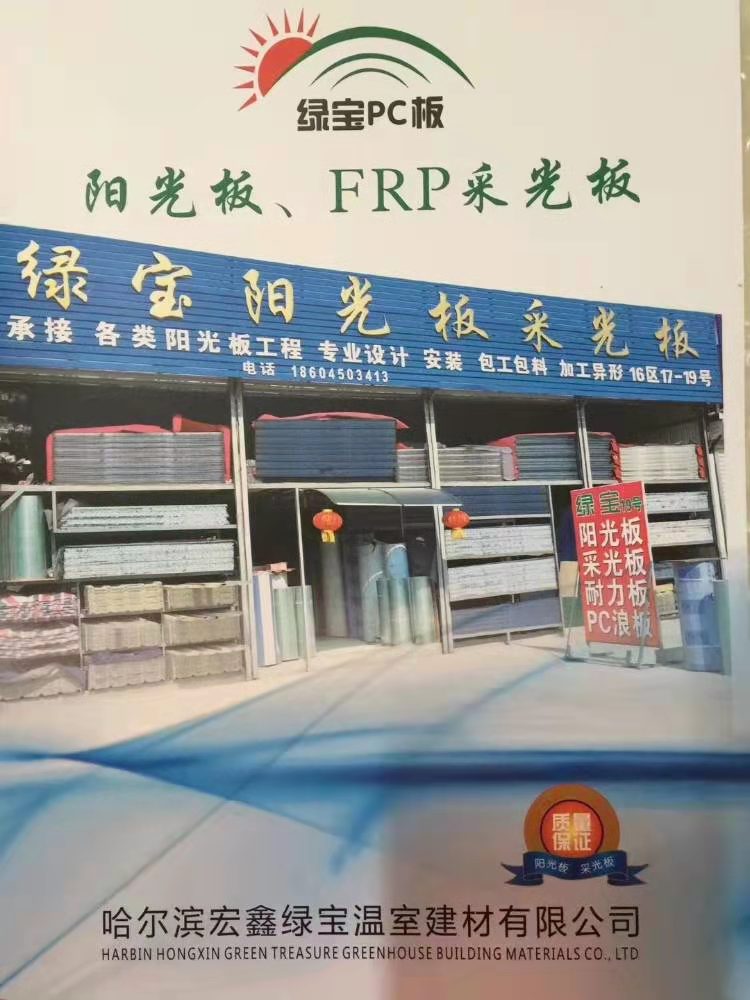 绿宝PC板
阳光板、FRP采光板
绿宝阳光板采光板
承接 各类阳光板工程 专业设计 安装 包工包料 加工异形 16区17-19号
电话 18604503413
绿宝19号
阳光板
采光板
耐力板
PC浪板
质量
保证
阳光板 采光板
哈尔滨宏鑫绿宝温室建材有限公司
HARBIN HONGXIN GREEN TREASURE GREENHOUSE BUILDING MATERIALS CO., LTD